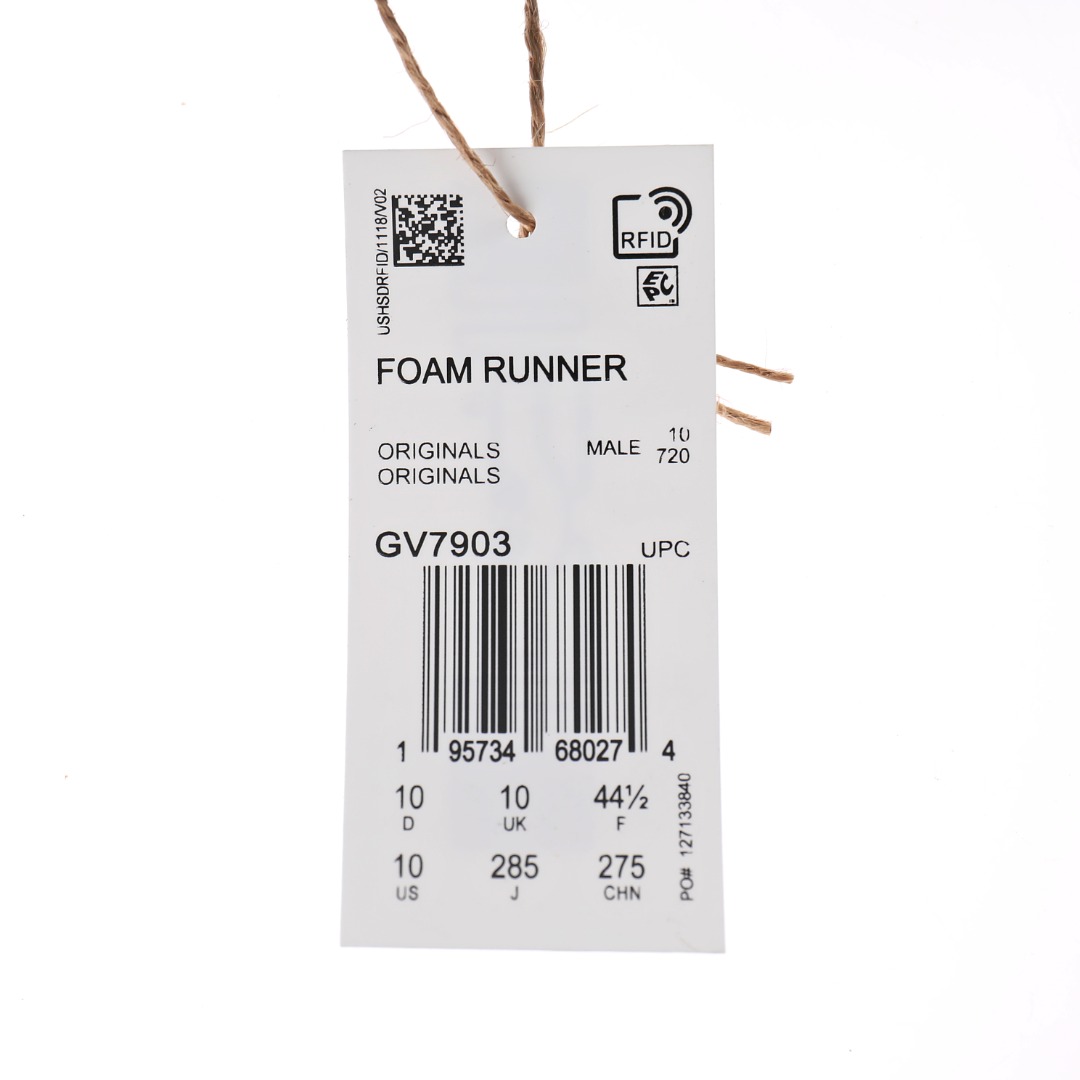 USHSDRFID/1118/V02
RFID
EPC
FOAM RUNNER
ORIGINALS
ORIGINALS
MALE
10
720
GV7903
UPC
1 95734 68027 4
10 10 44½
D UK F
10 285 275
US J CHN
PO# 127133840